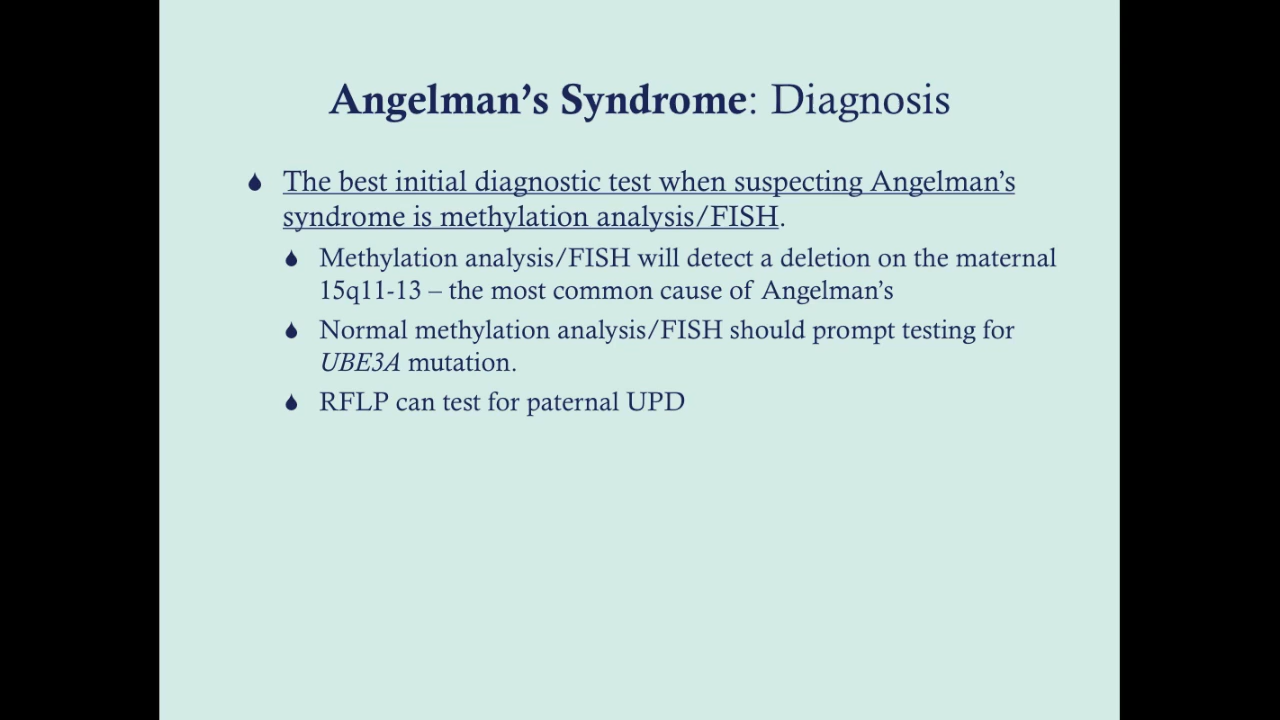 Angelman’s Syndrome: Diagnosis
The best initial diagnostic test when suspecting Angelman’s
syndrome is methylation analysis/FISH.
Methylation analysis/FISH will detect a deletion on the maternal
15q11-13 – the most common cause of Angelman’s
Normal methylation analysis/FISH should prompt testing for
UBE3A mutation.
RFLP can test for paternal UPD